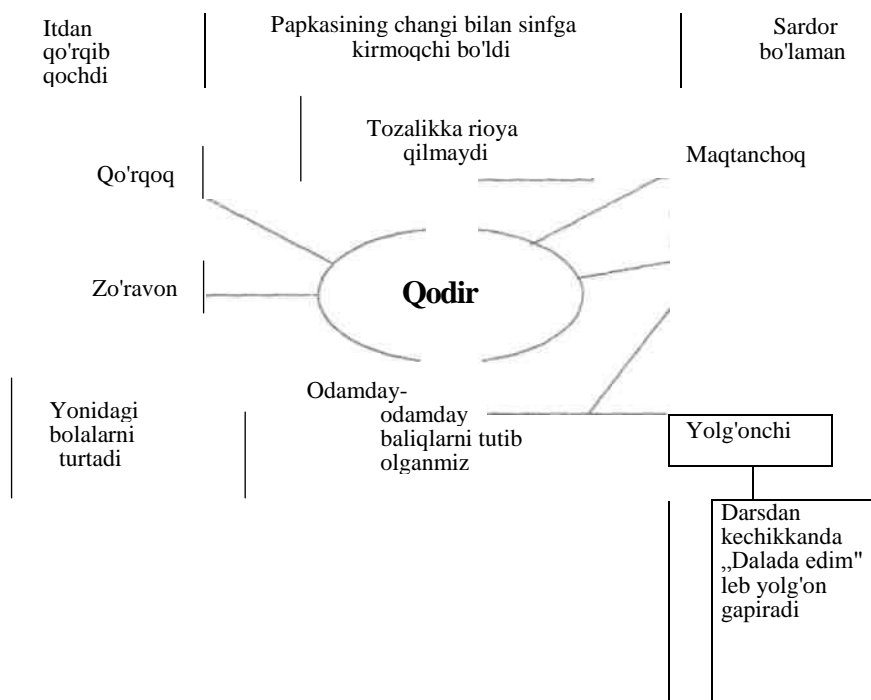 Itdan
qo'rqib
qochdi
Papkasining changi bilan sinfga
kirmoqchi bo'ldi
Sardor
bo'laman
Tozalikka rioya
qilmaydi
Qo'rqoq
Maqtanchoq
Zo'ravon
Qodir
Yonidagi
bolalarni
turtadi
Odamday-
odamday
baliqlarni tutib
olganmiz
Yolg'onchi
Darsdan
kechikkanda
„Dalada edim"
leb yolg'on
gapiradi